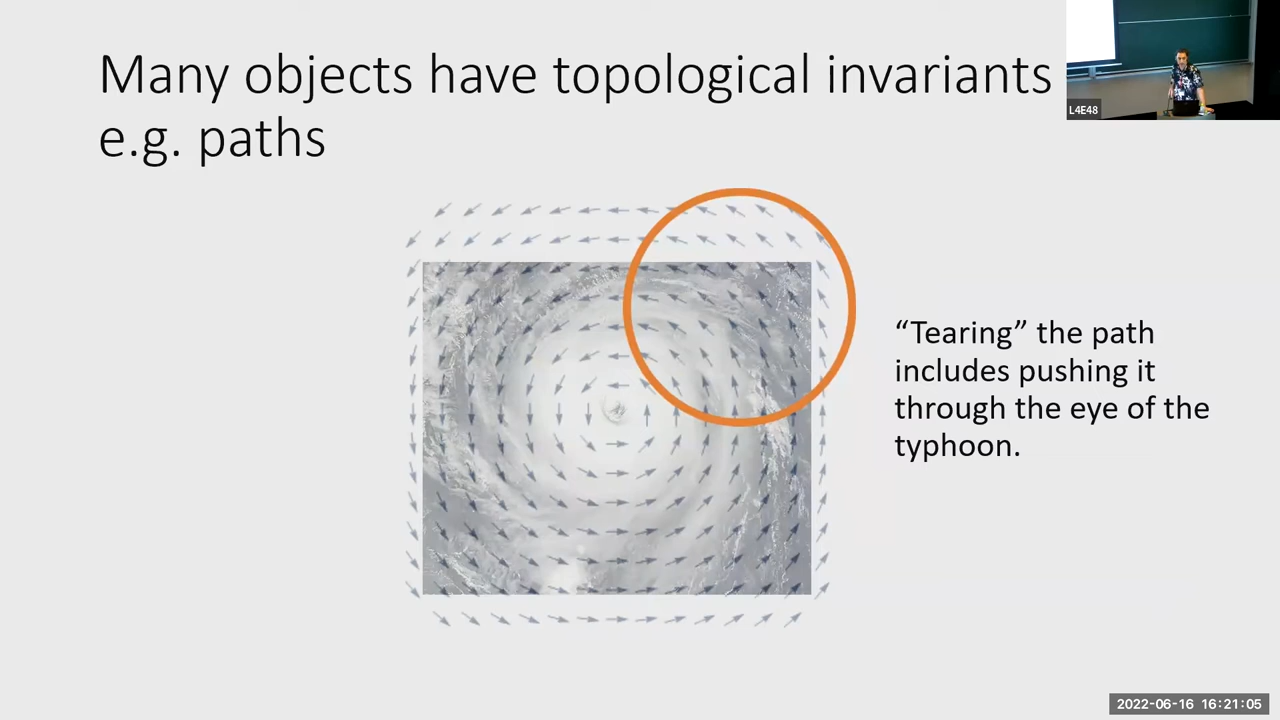 Many objects have topological invariants
e.g. paths
L4E48
“Tearing” the path
includes pushing it
through the eye of the
typhoon.
2022-06-16 16:21:05